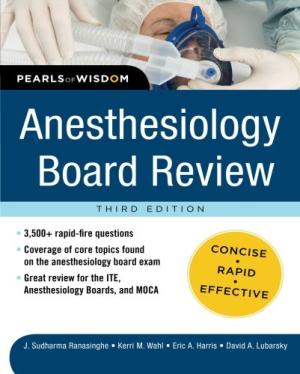 PEARLS OF WISDOM
Anesthesiology
Board Review
THIRD EDITION
• 3,500+ rapid-fire questions
• Coverage of core topics found
on the anesthesiology board exam
• Great review for the ITE,
Anesthesiology Boards, and MOCA
CONCISE
•
RAPID
•
EFFECTIVE
J. Sudharma Ranasinghe • Kerri M. Wahl • Eric A. Harris • David A. Lubarsky